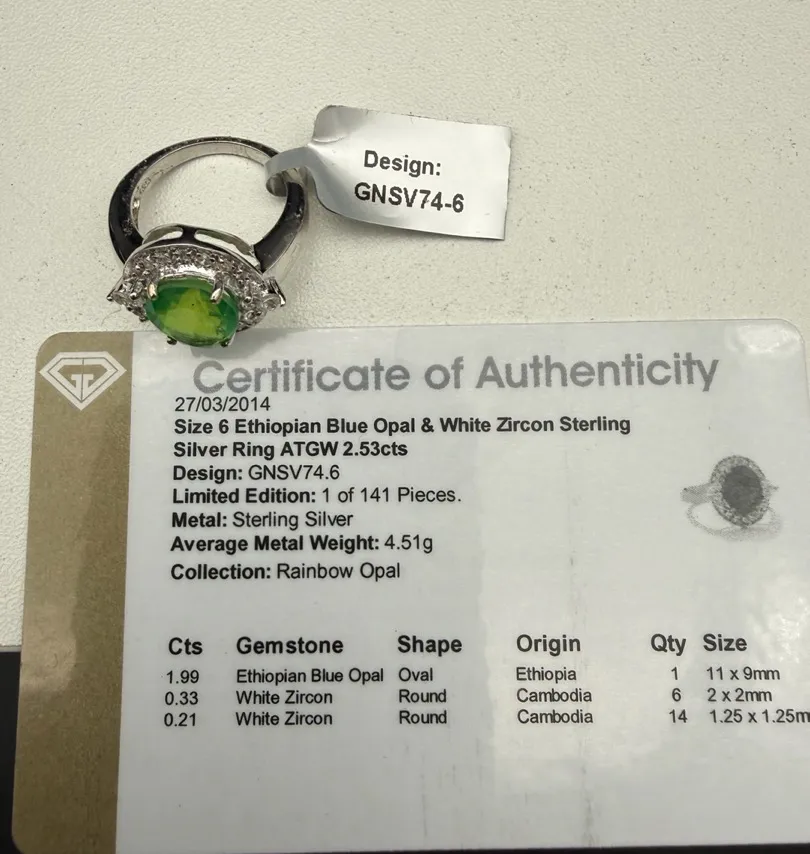 Design:
GNSV74-6
Certificate of Authenticity
27/03/2014
Size 6 Ethiopian Blue Opal & White Zircon Sterling
Silver Ring ATGW 2.53cts
Design: GNSV74.6
Limited Edition: 1 of 141 Pieces.
Metal: Sterling Silver
Average Metal Weight: 4.51g
Collection: Rainbow Opal
Cts Gemstone Shape Origin Qty Size
1.99 Ethiopian Blue Opal Oval Ethiopia 1 11 x 9mm
0.33 White Zircon Round Cambodia 6 2 x 2mm
0.21 White Zircon Round Cambodia 14 1.25 x 1.25m